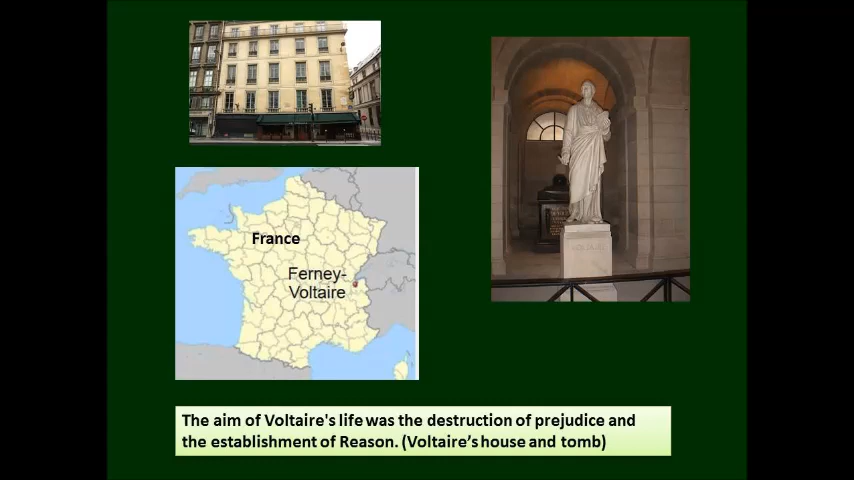 France
Ferney-
Voltaire
VOLTAIRE
The aim of Voltaire's life was the destruction of prejudice and
the establishment of Reason. (Voltaire's house and tomb)